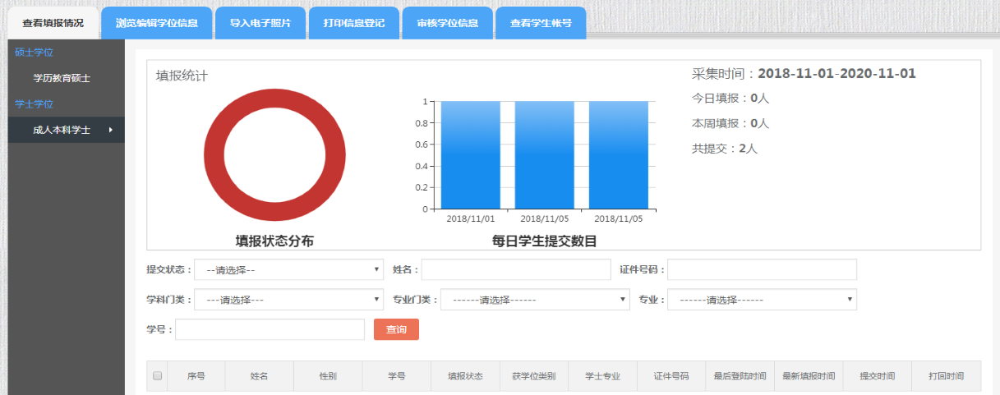 查看填报情况 浏览编辑学位信息 导入电子照片 打印信息登记 审核学位信息 查看学生帐号
硕士学位
学历教育硕士
学士学位
成人本科学士
填报统计
填报状态分布
1
0.8
0.6
0.4
0.2
0
2018/11/01 2018/11/05 2018/11/05
每日学生提交数目
采集时间：2018-11-01-2020-11-01
今日填报：0人
本周填报：0人
共提交：2人
提交状态： --请选择-- 姓名： 证件号码：
学科门类： ---请选择--- 专业门类： ------请选择------ 专业： ------请选择------
学号： 查询
序号 姓名 性别 学号 填报状态 获学位类别 学士专业 证件号码 最后登陆时间 最新填报时间 提交时间 打回时间